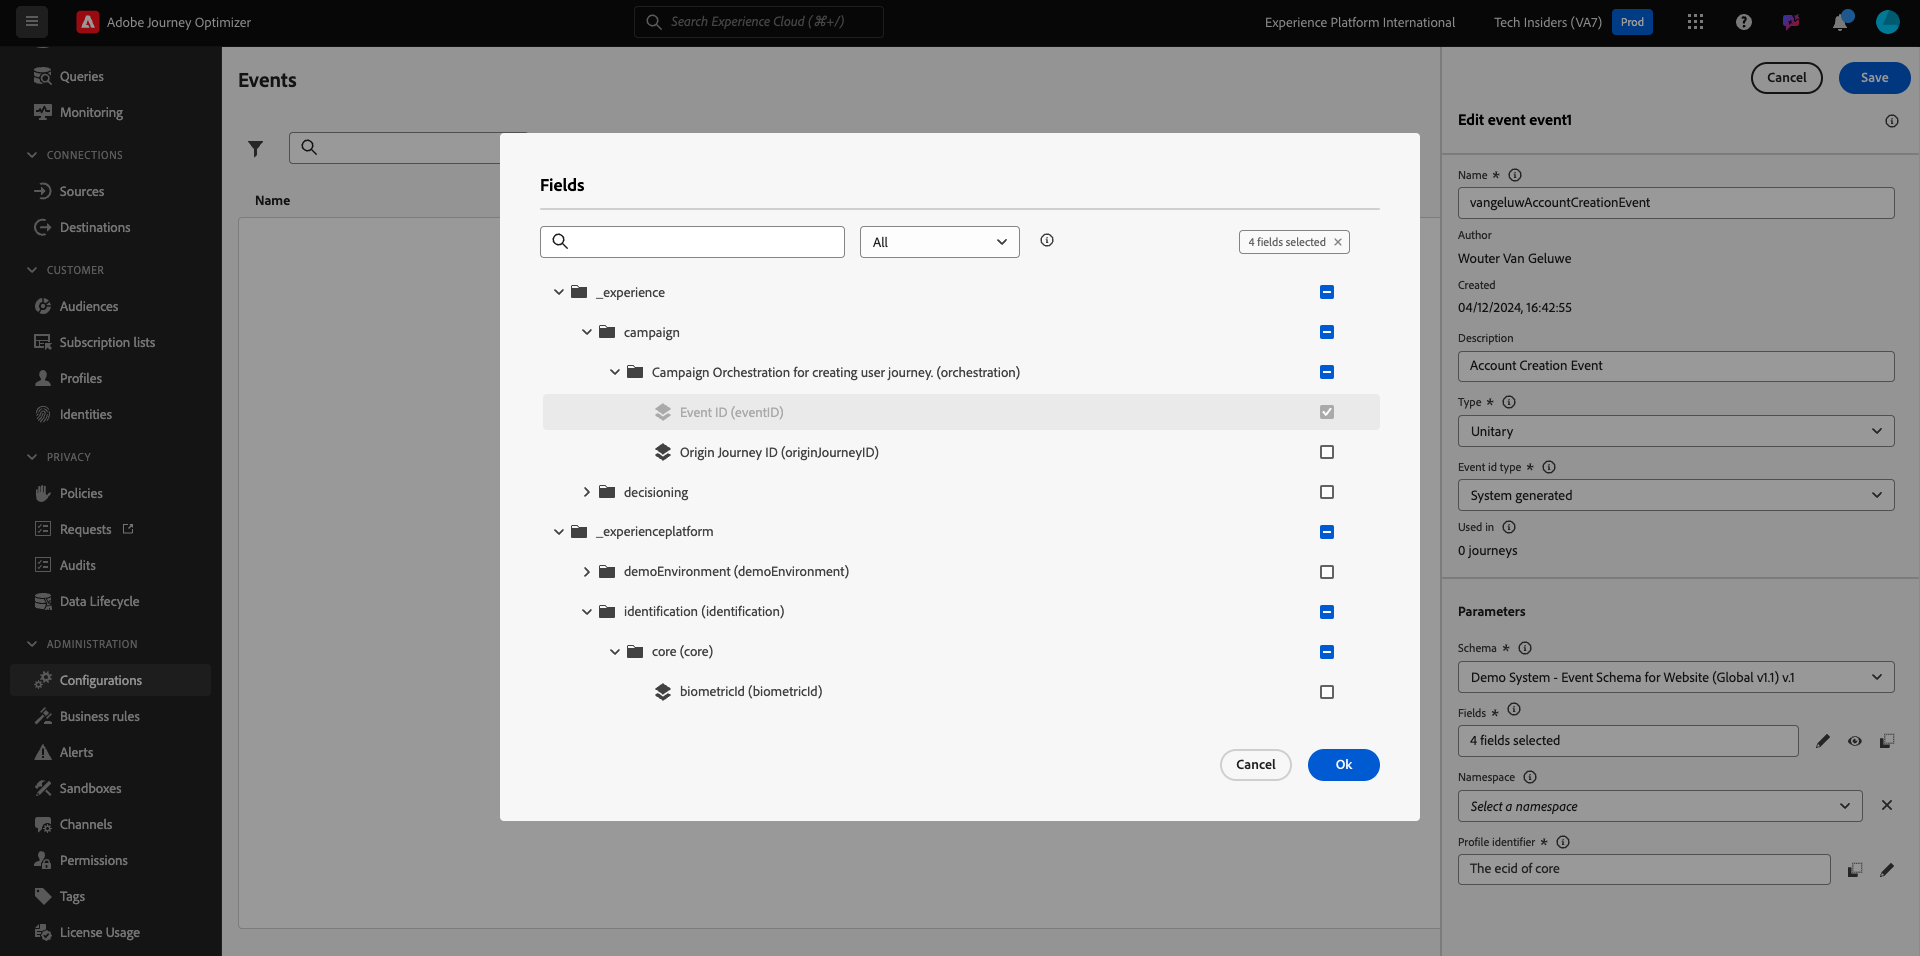 Adobe Journey Optimizer
Search Experience Cloud (⌘+/)
Experience Platform International
Tech Insiders (VA7)
Prod
Queries
Monitoring
CONNECTIONS
Sources
Destinations
CUSTOMER
Audiences
Subscription lists
Profiles
Identities
PRIVACY
Policies
Requests
Audits
Data Lifecycle
ADMINISTRATION
Configurations
Business rules
Alerts
Sandboxes
Channels
Permissions
Tags
License Usage
Events
Name
Fields
All
4 fields selected
_experience
campaign
Campaign Orchestration for creating user journey. (orchestration)
Event ID (eventID)
Origin Journey ID (originJourneyID)
decisioning
_experienceplatform
demoEnvironment (demoEnvironment)
identification (identification)
core (core)
biometricId (biometricId)
Cancel
Ok
Cancel
Save
Edit event event1
Name *
vangeluwAccountCreationEvent
Author
Wouter Van Geluwe
Created
04/12/2024, 16:42:55
Description
Account Creation Event
Type *
Unitary
Event id type *
System generated
Used in
0 journeys
Parameters
Schema *
Demo System - Event Schema for Website (Global v1.1) v.1
Fields *
4 fields selected
Namespace
Select a namespace
Profile identifier *
The ecid of core